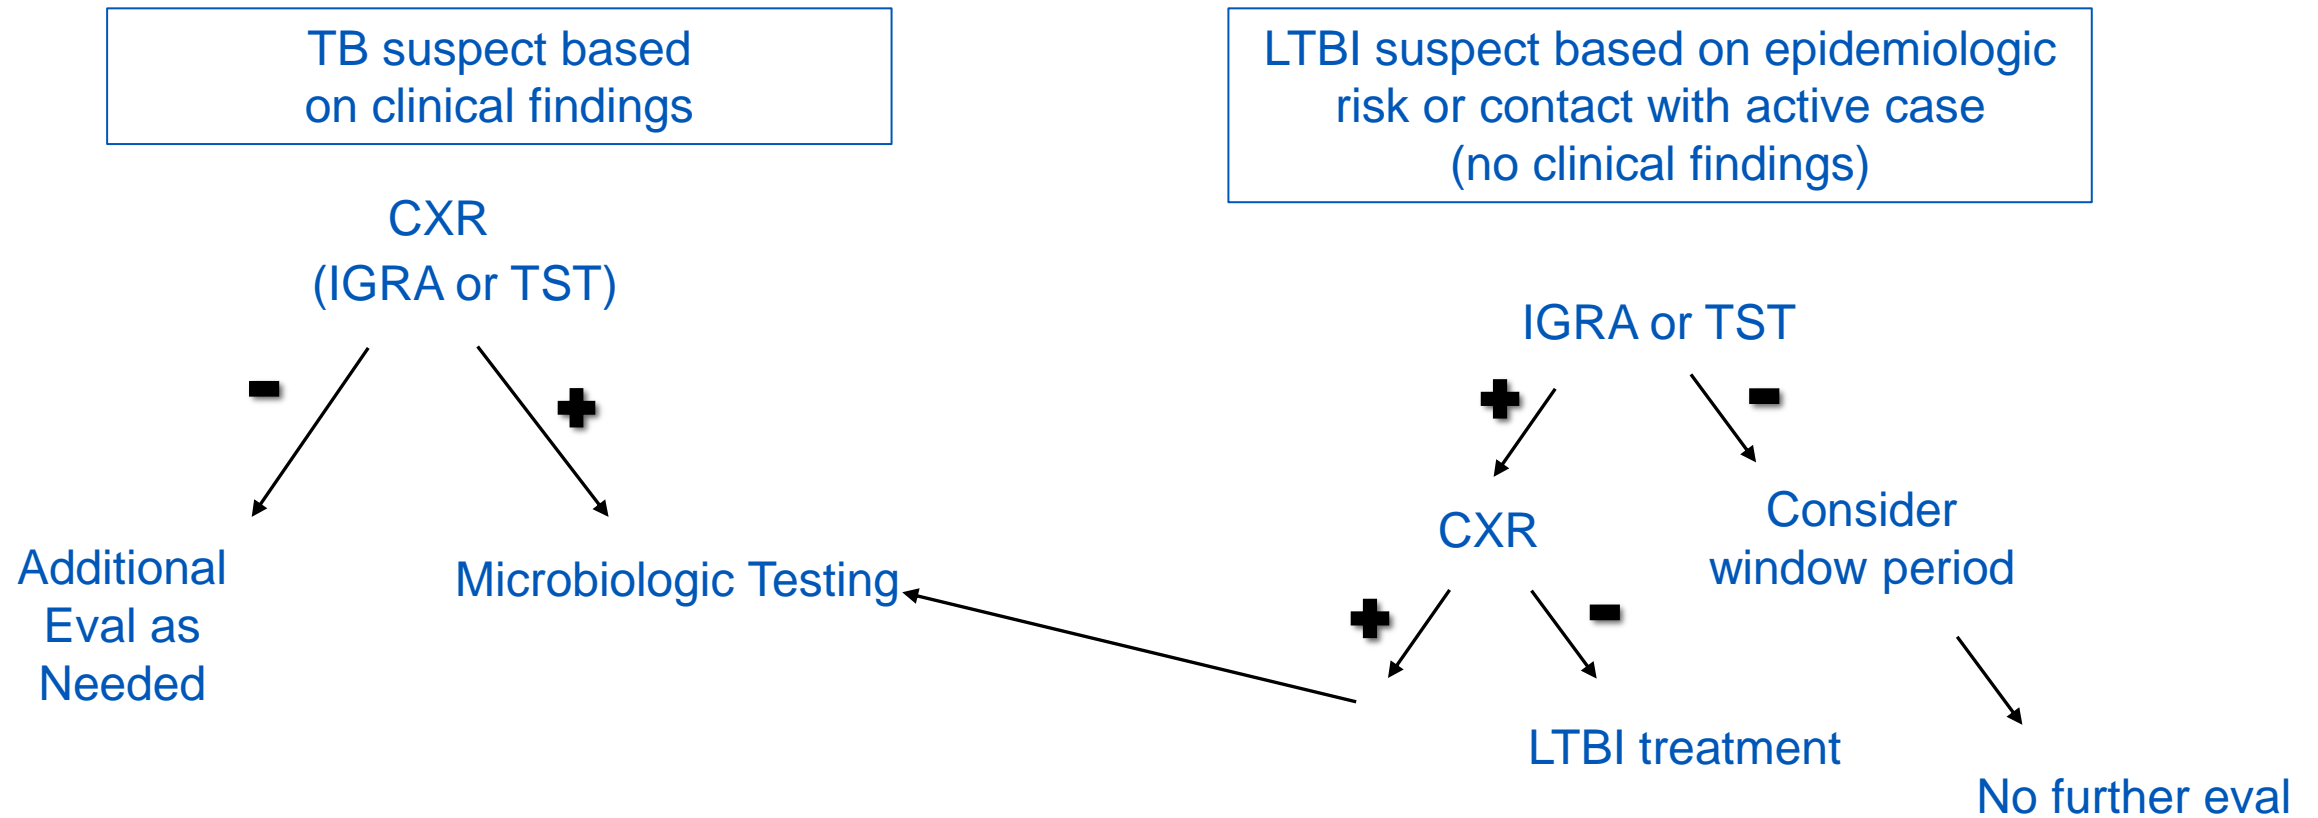 TB suspect based
on clinical findings
CXR
(IGRA or TST)
-
+
Additional
Eval as
Needed
Microbiologic Testing
LTBI suspect based on epidemiologic
risk or contact with active case
(no clinical findings)
IGRA or TST
+
-
CXR
Consider
window period
+
-
LTBI treatment
No further eval